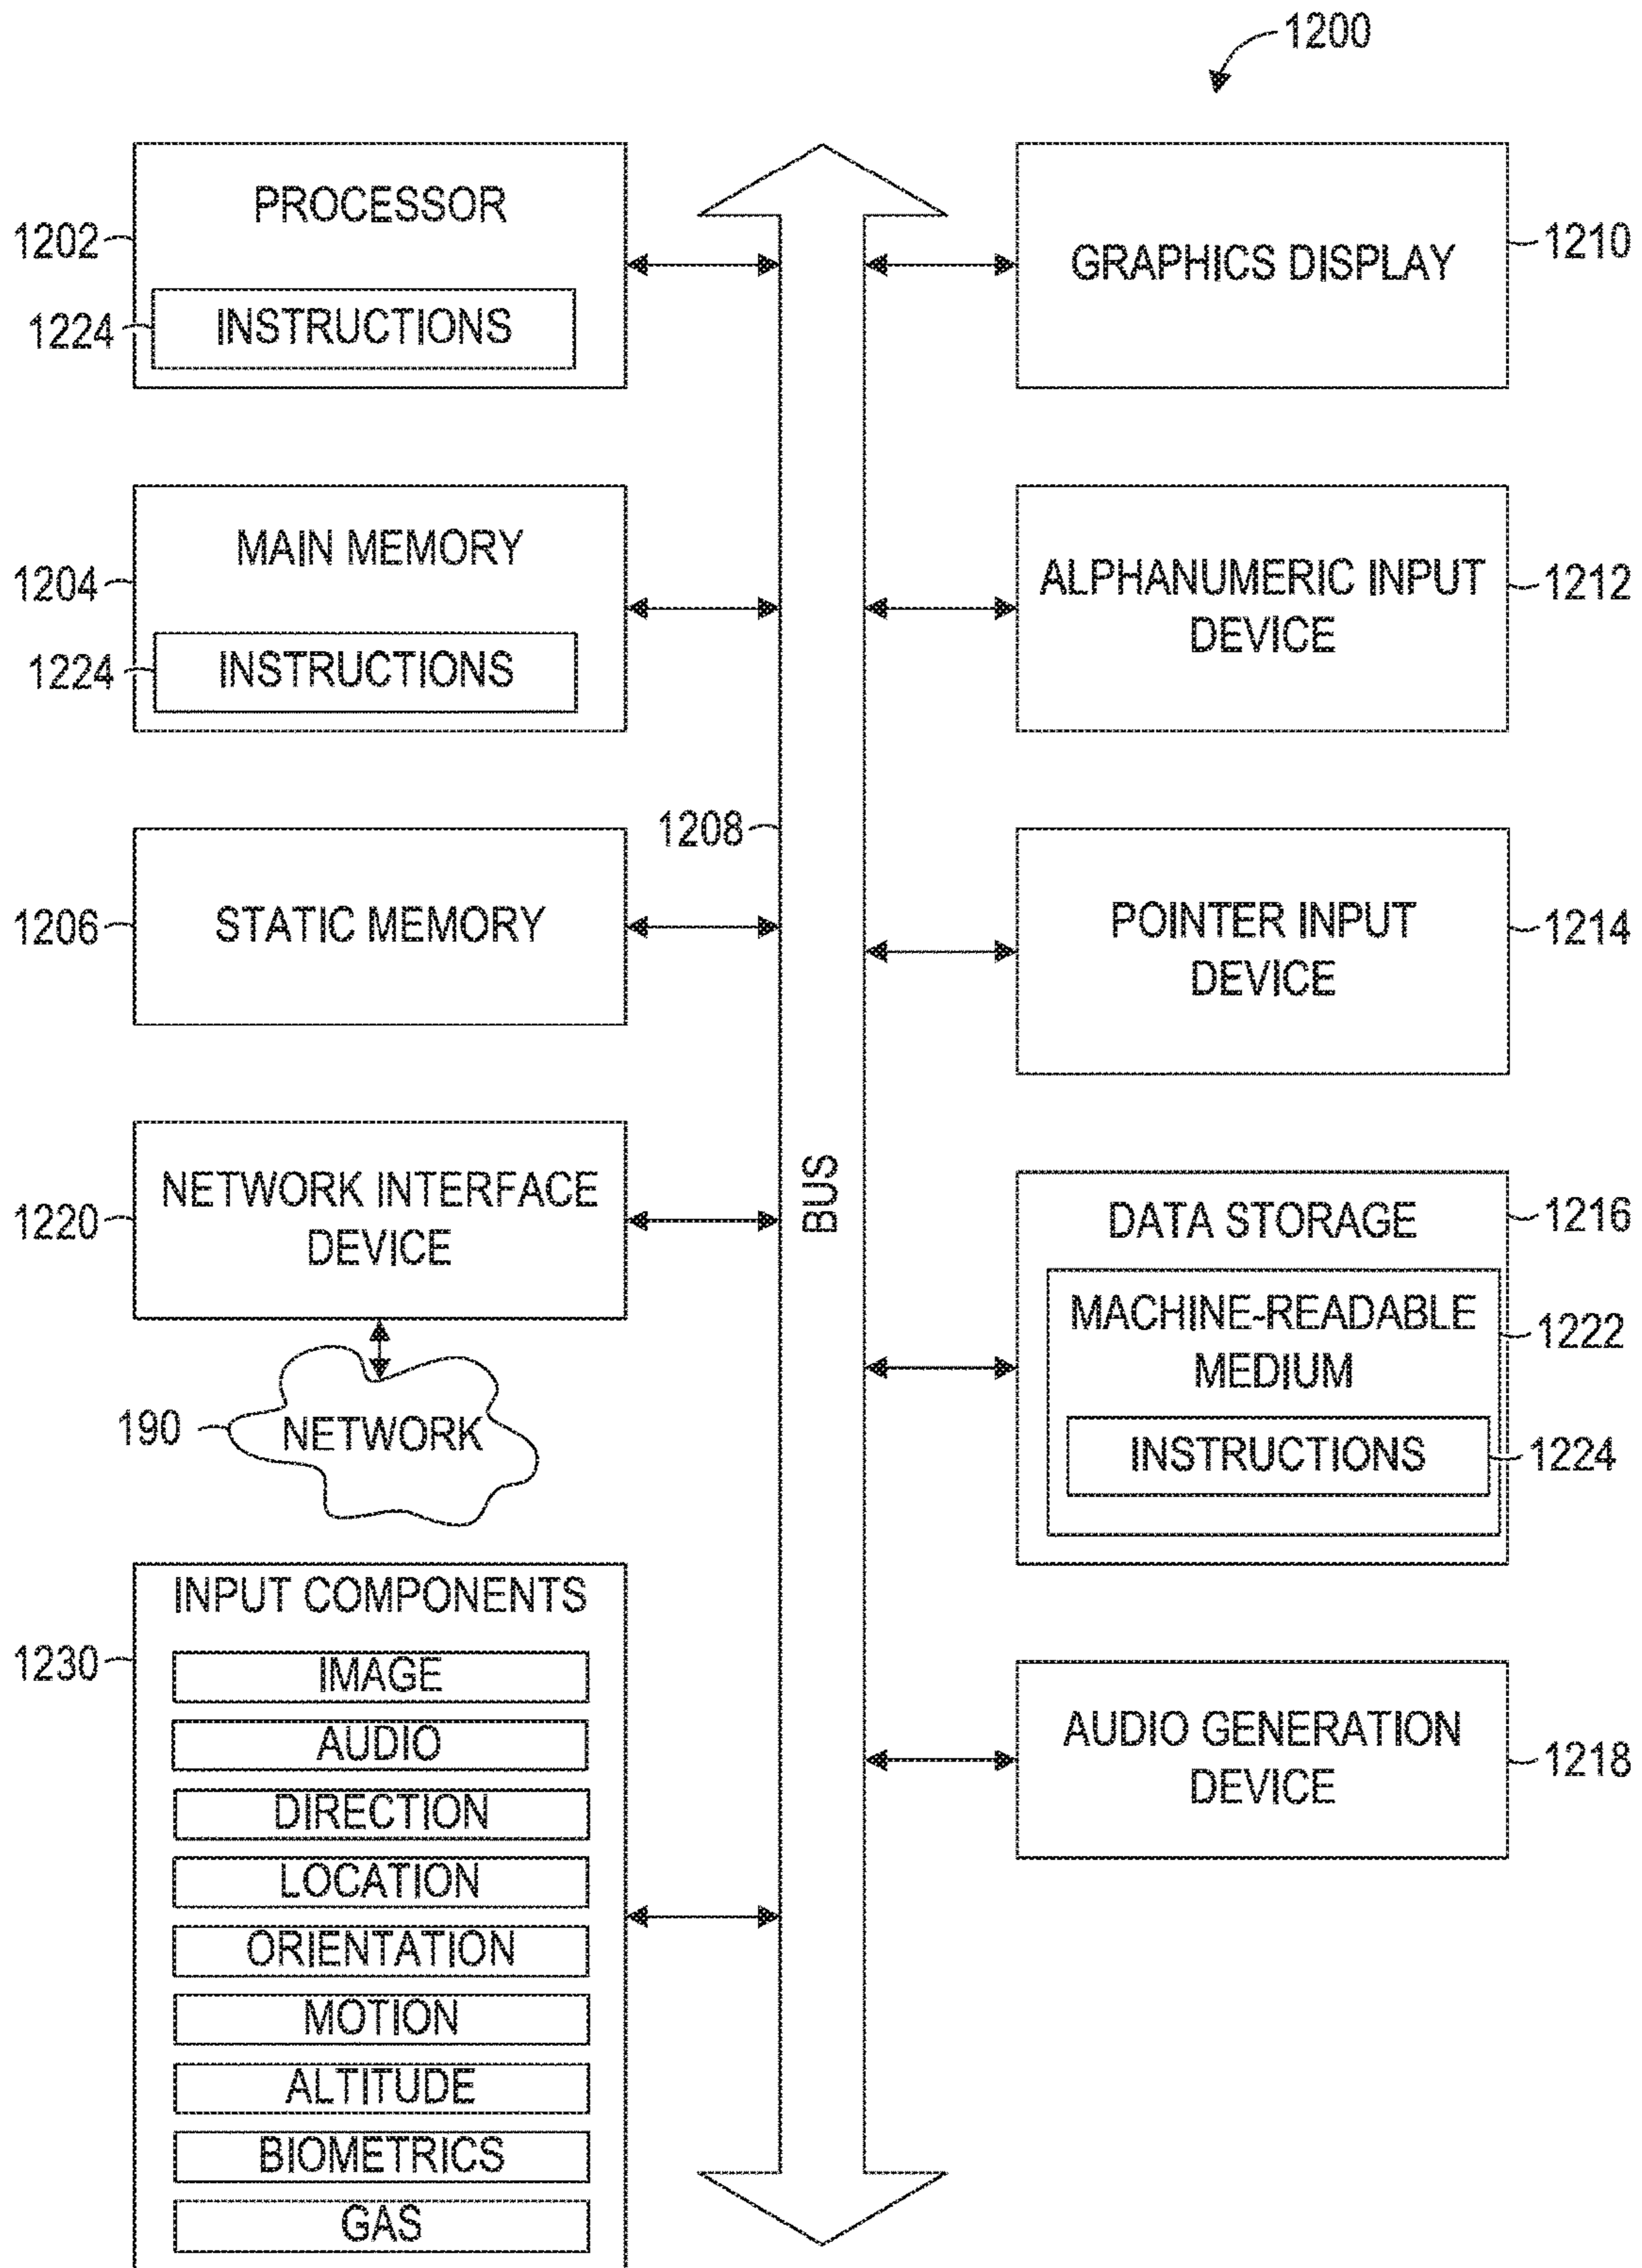 1200
PROCESSOR
1202
INSTRUCTIONS
1224
MAIN MEMORY
1204
INSTRUCTIONS
1224
1208
STATIC MEMORY
1206
NETWORK INTERFACE
DEVICE
1220
NETWORK
190
INPUT COMPONENTS
1230
IMAGE
AUDIO
DIRECTION
LOCATION
ORIENTATION
MOTION
ALTITUDE
BIOMETRICS
GAS
BUS
GRAPHICS DISPLAY
1210
ALPHANUMERIC INPUT
DEVICE
1212
POINTER INPUT
DEVICE
1214
DATA STORAGE
1216
MACHINE-READABLE
MEDIUM
1222
INSTRUCTIONS
1224
AUDIO GENERATION
DEVICE
1218